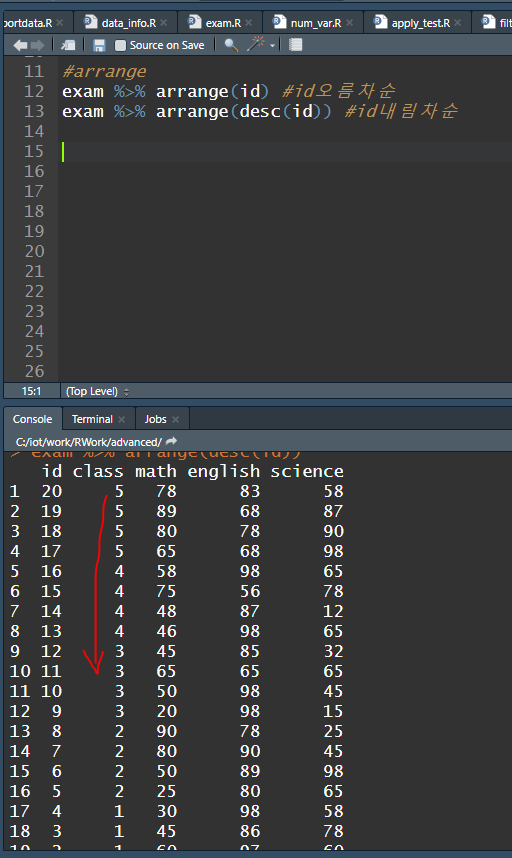 portdata.R × data_info.R × exam.R × num_var.R × apply_test.R × filt
Source on Save
11 #arrange
12 exam %>% arrange(id) #id오름차순
13 exam %>% arrange(desc(id)) #id내림차순
14
15
16
17
18
19
20
21
22
23
24
25
26
15:1 (Top Level)
Console Terminal × Jobs ×
C:/iot/work/RWork/advanced/
> exam %>% arrange(desc(id))
id class math english science
1 20 5 78 83 58
2 19 5 89 68 87
3 18 5 80 78 90
4 17 5 65 68 98
5 16 4 58 98 65
6 15 4 75 56 78
7 14 4 48 87 12
8 13 4 46 98 65
9 12 3 45 85 32
10 11 3 65 65 65
11 10 3 50 98 45
12 9 3 20 98 15
13 8 2 90 78 25
14 7 2 80 90 45
15 6 2 50 89 98
16 5 2 25 80 65
17 4 1 30 98 58
18 3 1 45 86 78
19 2 1 60 97 60